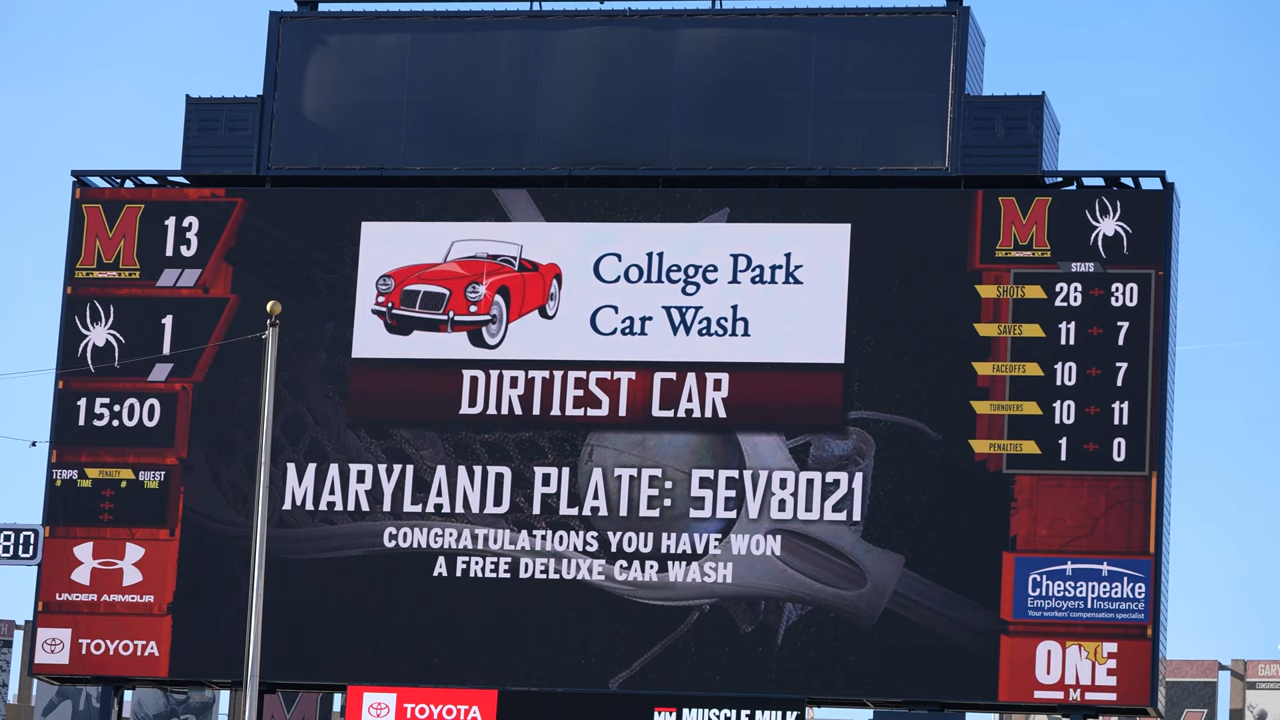 M 13
1
15:00
TERPS PENALTY GUEST
# TIME # TIME
80
UNDER ARMOUR
TOYOTA
College Park
Car Wash
DIRTIEST CAR
MARYLAND PLATE: 5EV8021
CONGRATULATIONS YOU HAVE WON
A FREE DELUXE CAR WASH
M
STATS
SHOTS 26 30
SAVES 11 7
FACEOFFS 10 7
TURNOVERS 10 11
PENALTIES 1 0
Chesapeake
Employers Insurance
Your workers' compensation specialist
ONE
M
TOYOTA
MUSCLE MILK
GARY